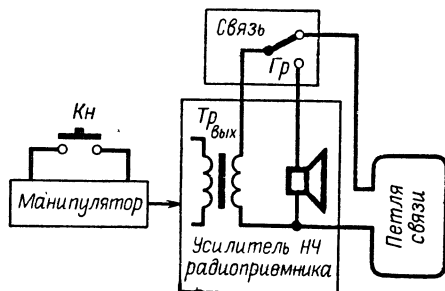 Связь
Гр
Кн
Тр вых
Манипулятор
Усилитель НЧ
радиоприемника
Петля
связи